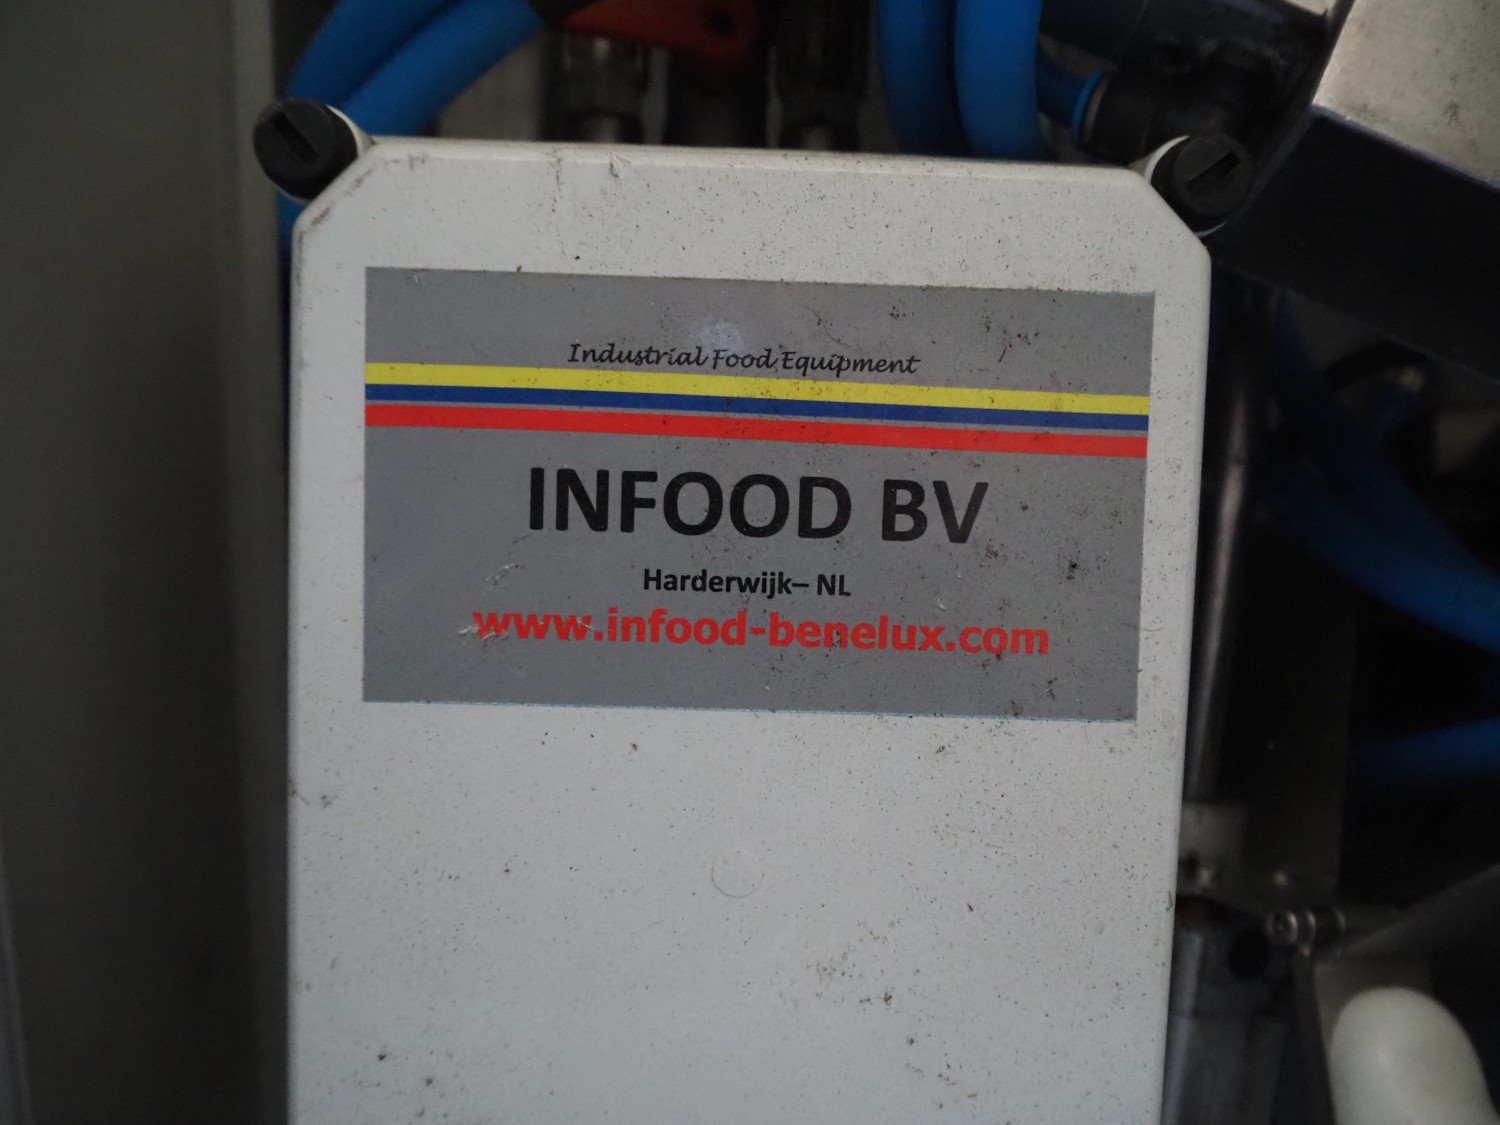 Industrial Food Equipment
INFOOD BV
Harderwijk– NL
www.infood-benelux.com